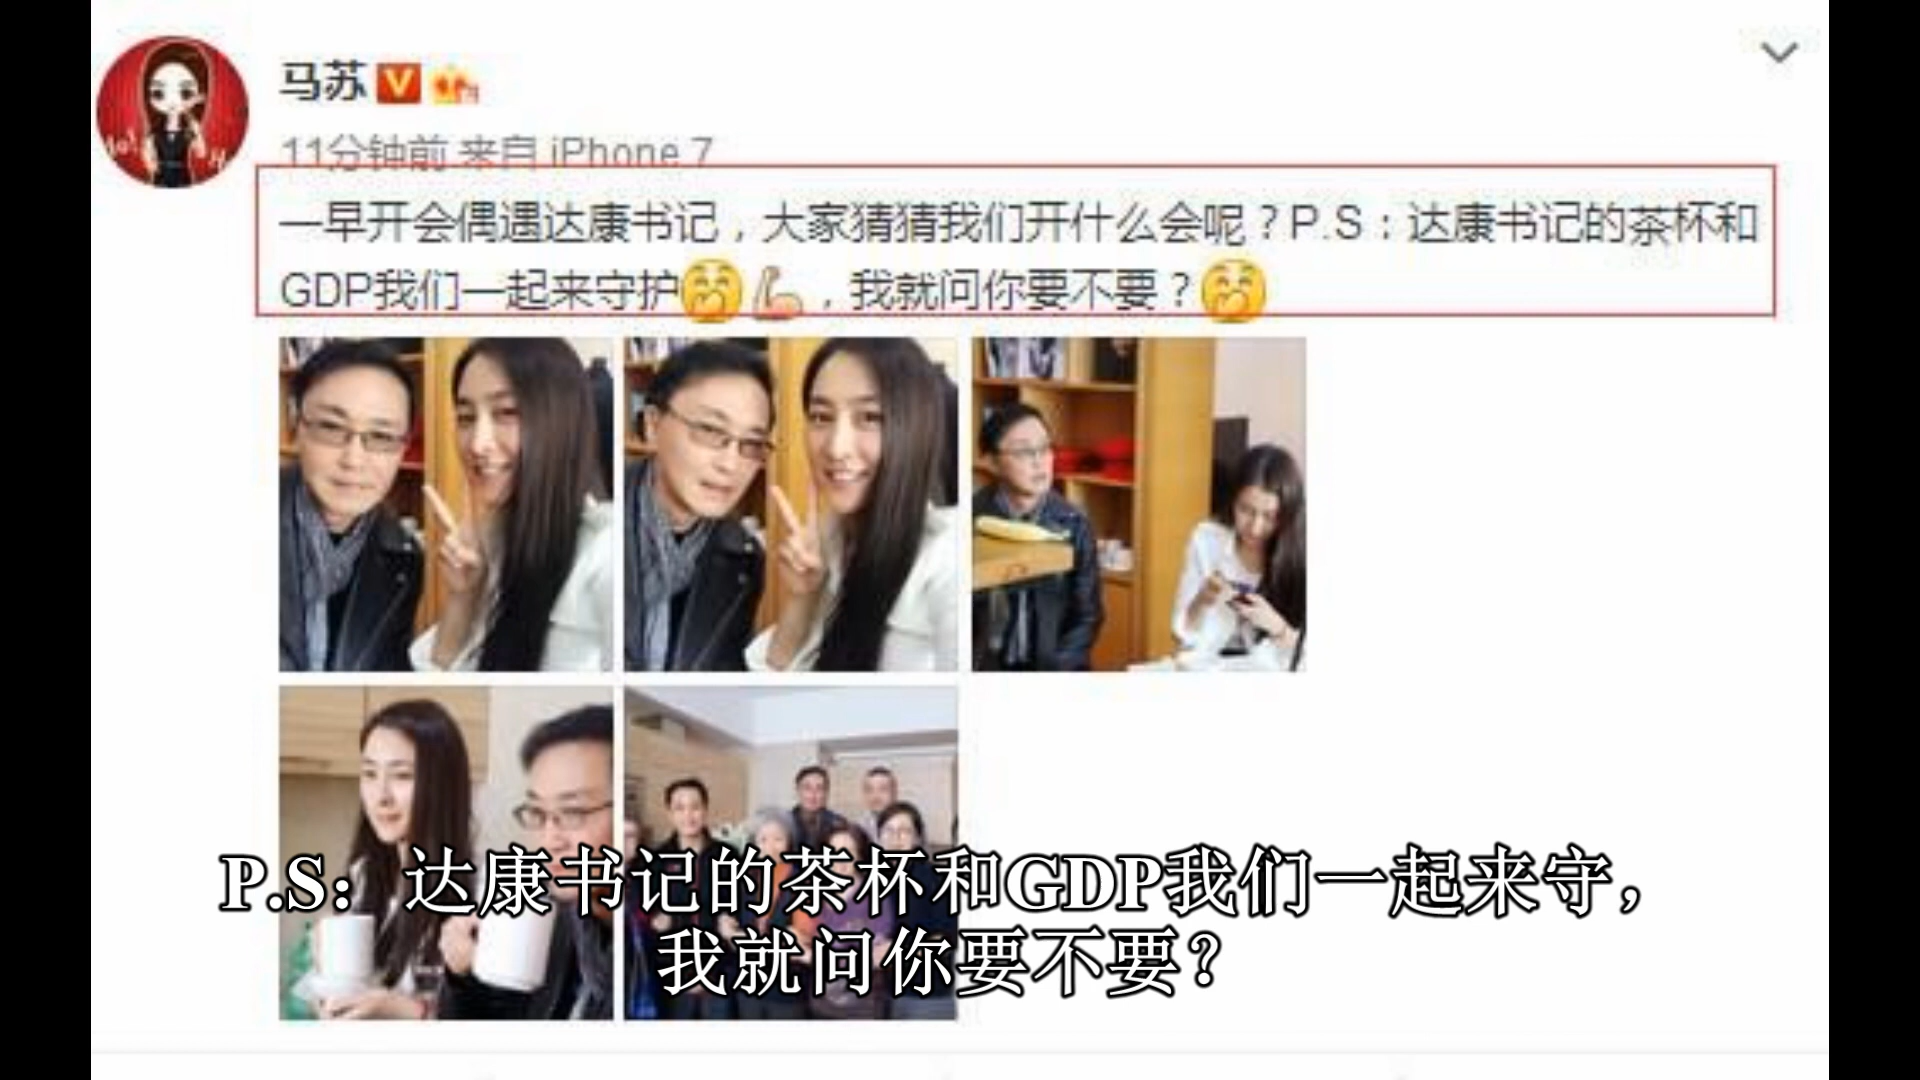 马苏
11分钟前 来自 iPhone 7
一早开会偶遇达康书记，大家猜猜我们开什么会呢？P.S：达康书记的茶杯和
GDP我们一起来守护🤭💪，我就问你要不要？🤭
P.S：达康书记的茶杯和GDP我们一起来守，
我就问你要不要？